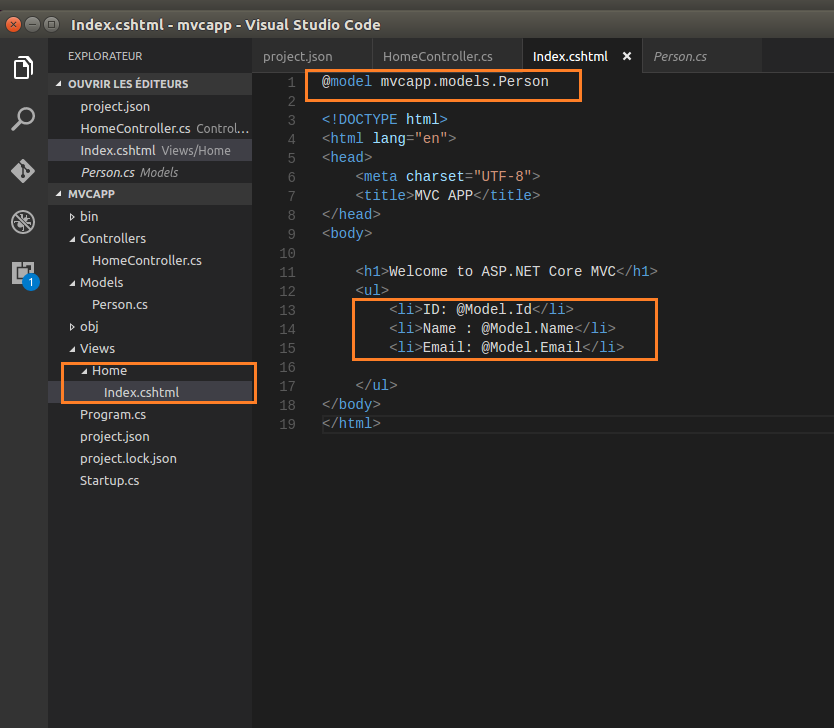 Index.cshtml - mvcapp - Visual Studio Code
EXPLORATEUR
OUVRIR LES ÉDITEURS
project.json
HomeController.cs Control...
Index.cshtml Views/Home
Person.cs Models
MVCAPP
bin
Controllers
HomeController.cs
Models
Person.cs
obj
Views
Home
Index.cshtml
Program.cs
project.json
project.lock.json
Startup.cs
1
project.json HomeController.cs Index.cshtml × Person.cs
1 @model mvcapp.models.Person
2
3 <!DOCTYPE html>
4 <html lang="en">
5 <head>
6 <meta charset="UTF-8">
7 <title>MVC APP</title>
8 </head>
9 <body>
10
11 <h1>Welcome to ASP.NET Core MVC</h1>
12 <ul>
13 <li>ID: @Model.Id</li>
14 <li>Name : @Model.Name</li>
15 <li>Email: @Model.Email</li>
16
17 </ul>
18 </body>
19 </html>